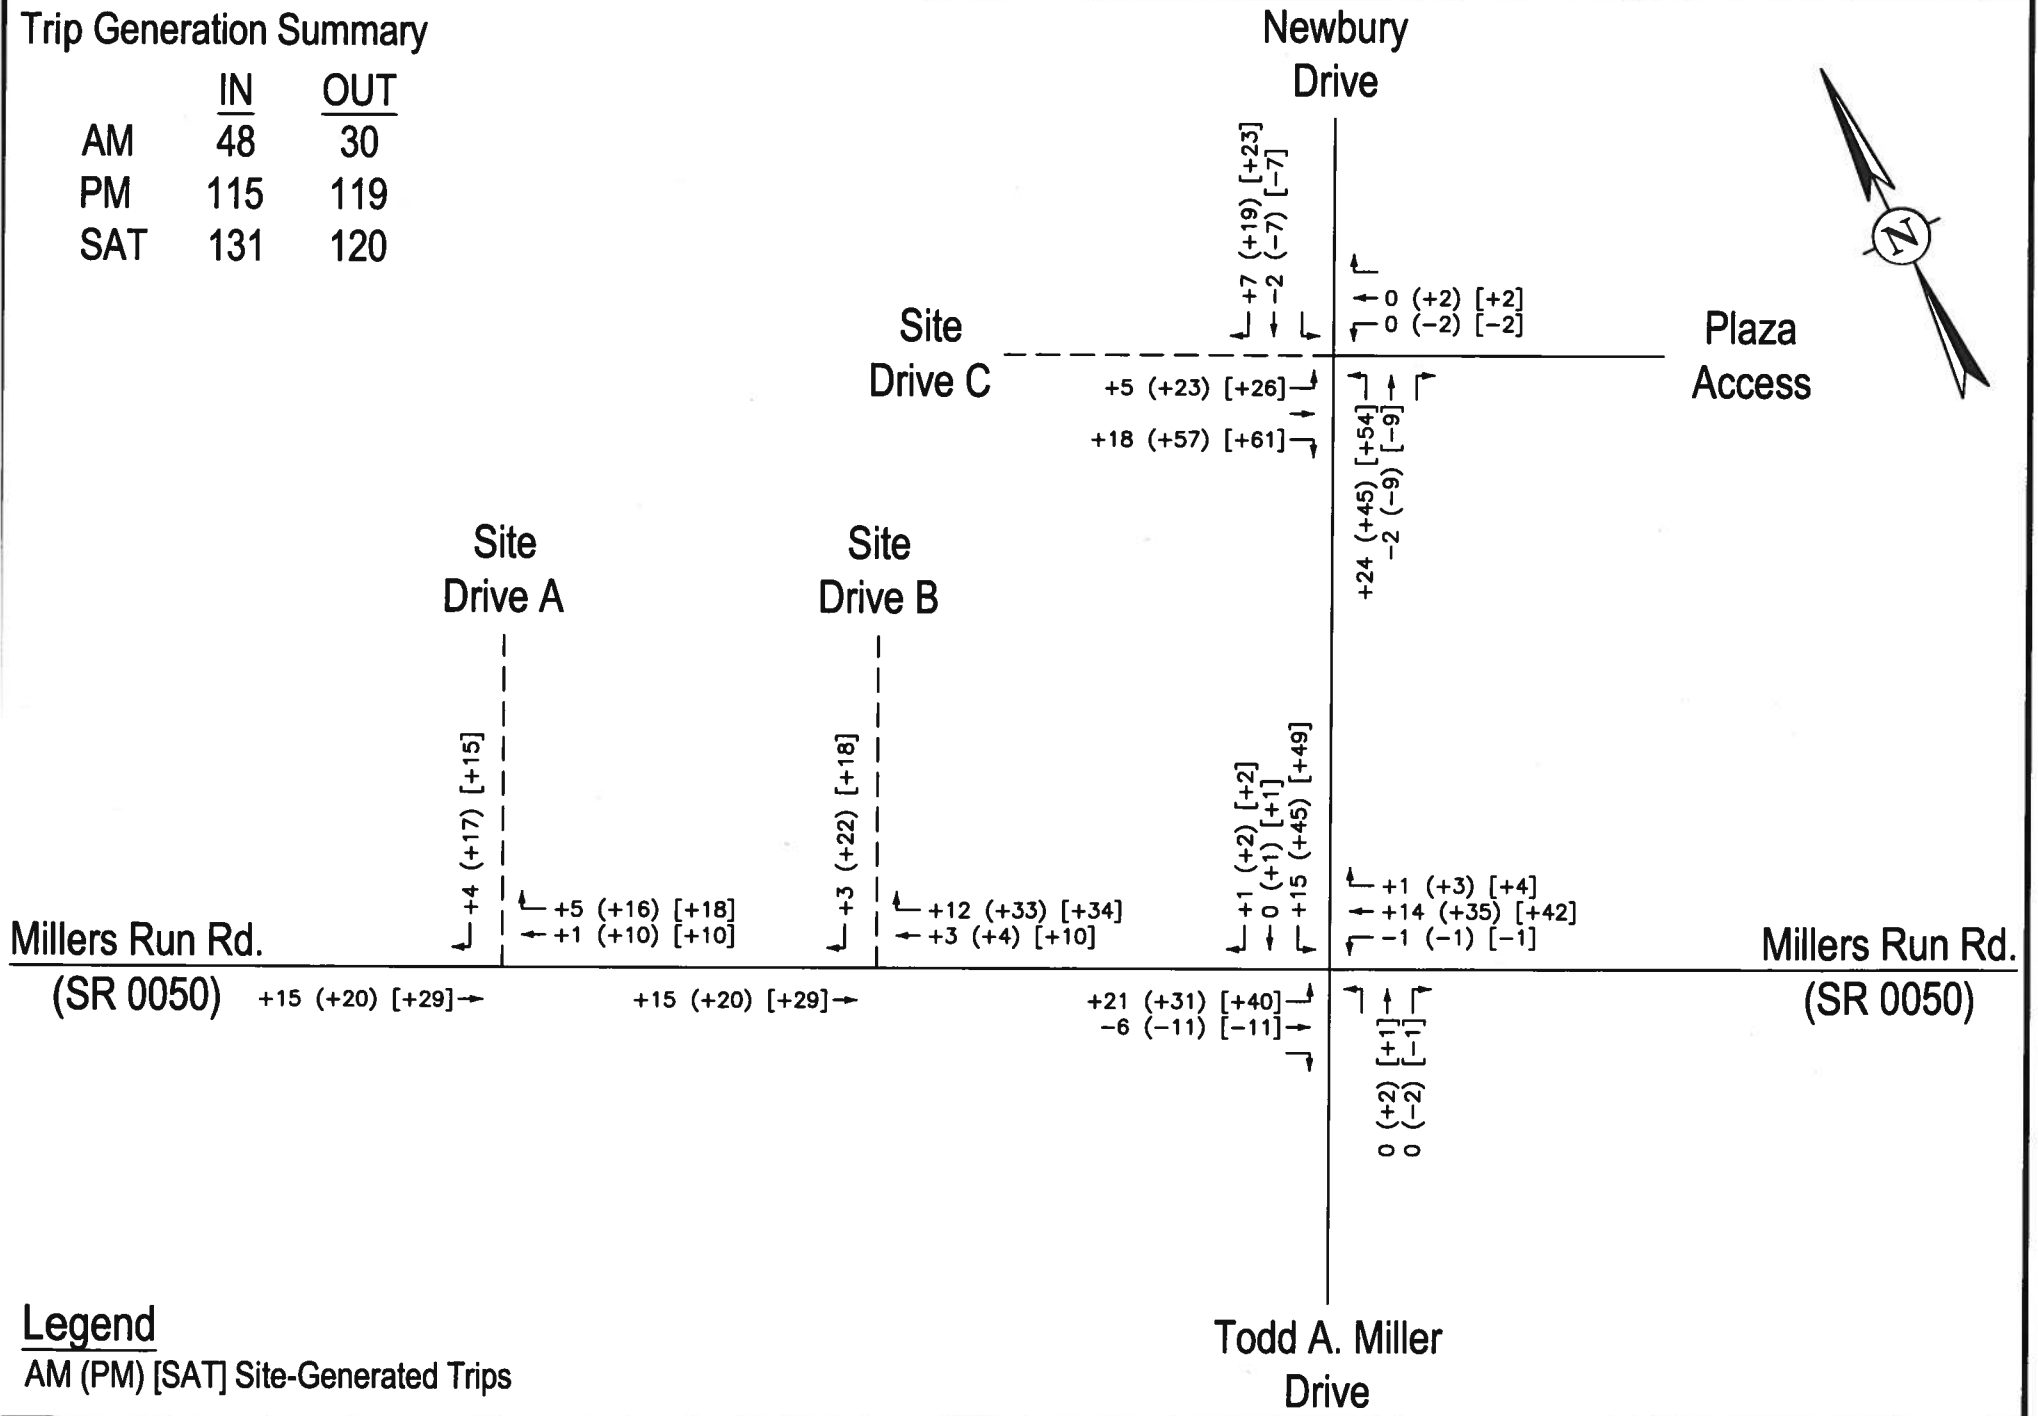 Trip Generation Summary
IN OUT
AM 48 30
PM 115 119
SAT 131 120
Newbury
Drive
N
+7 (+19) [+23]
-2 (-7) [-7]
0 (+2) [+2]
0 (-2) [-2]
Site
Drive C
Plaza
Access
+5 (+23) [+26]
+18 (+57) [+61]
+24 (+45) [+54]
-2 (-9) [-9]
Site
Drive A
Site
Drive B
+4 (+17) [+15]
+5 (+16) [+18]
+1 (+10) [+10]
+3 (+22) [+18]
+12 (+33) [+34]
+3 (+4) [+10]
+1 (+2) [+2]
0 (+1) [+1]
+15 (+45) [+49]
+1 (+3) [+4]
+14 (+35) [+42]
-1 (-1) [-1]
Millers Run Rd.
(SR 0050)
Millers Run Rd.
(SR 0050)
+15 (+20) [+29]
+15 (+20) [+29]
+21 (+31) [+40]
-6 (-11) [-11]
0 (+2) [+1]
0 (-2) [-1]
Todd A. Miller
Drive
Legend
AM (PM) [SAT] Site-Generated Trips